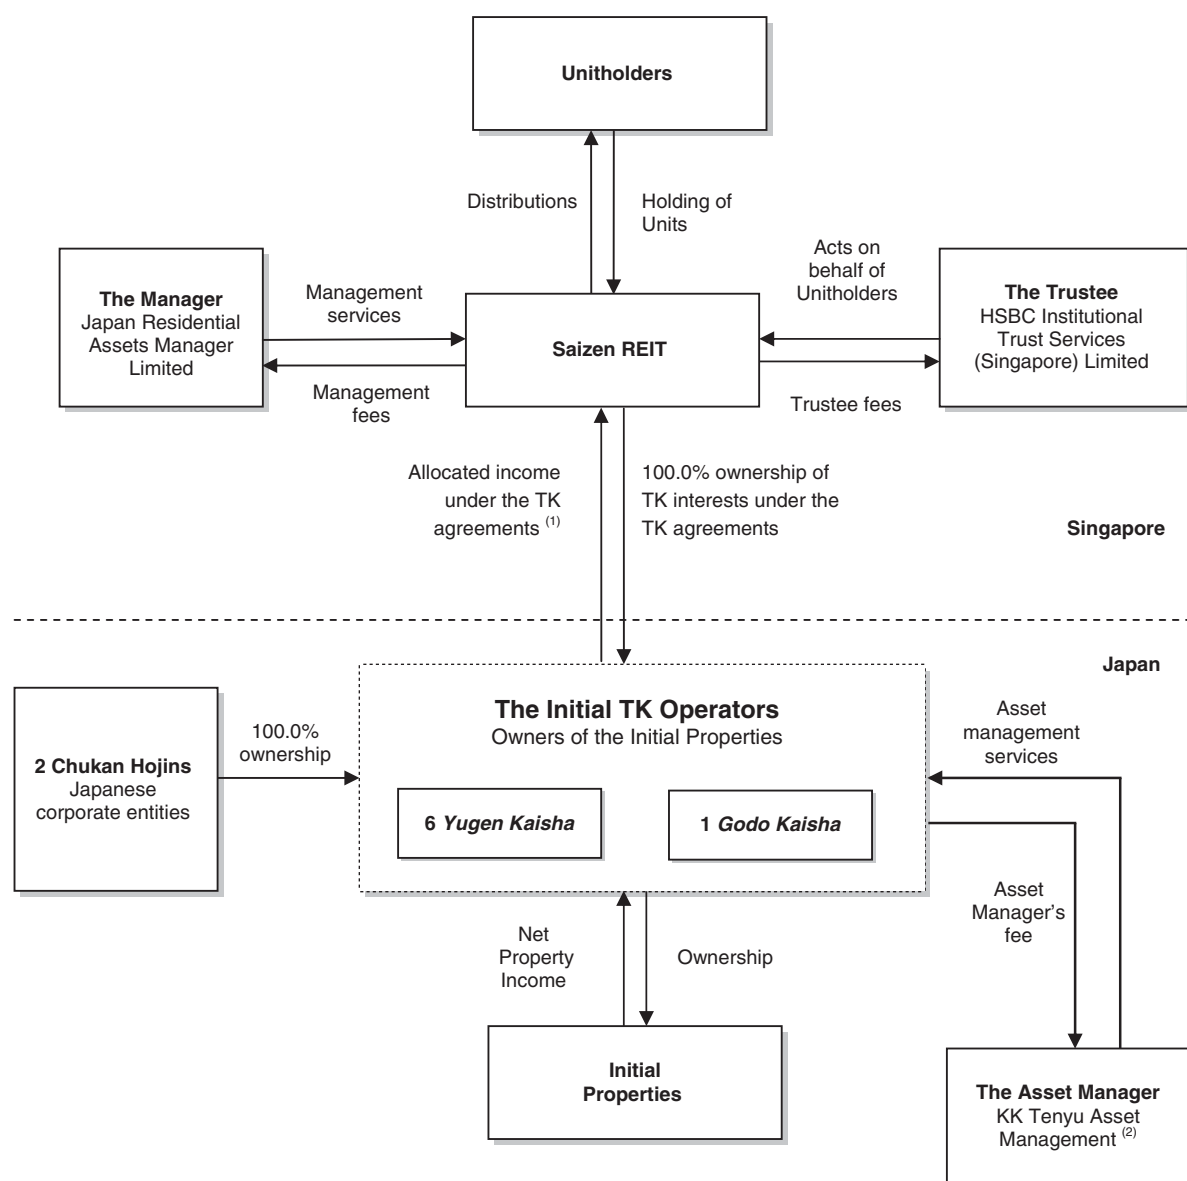 Unitholders
Distributions
Holding of
Units
The Manager
Japan Residential
Assets Manager
Limited
Management
services
Management
fees
Saizen REIT
Acts on
behalf of
Unitholders
Trustee fees
The Trustee
HSBC Institutional
Trust Services
(Singapore) Limited
Allocated income
under the TK
agreements (1)
100.0% ownership of
TK interests under the
TK agreements
Singapore
Japan
2 Chukan Hojins
Japanese
corporate entities
100.0%
ownership
The Initial TK Operators
Owners of the Initial Properties
6 Yugen Kaisha
1 Godo Kaisha
Asset
management
services
Asset
Manager’s
fee
Net
Property
Income
Ownership
Initial
Properties
The Asset Manager
KK Tenyu Asset
Management (2)